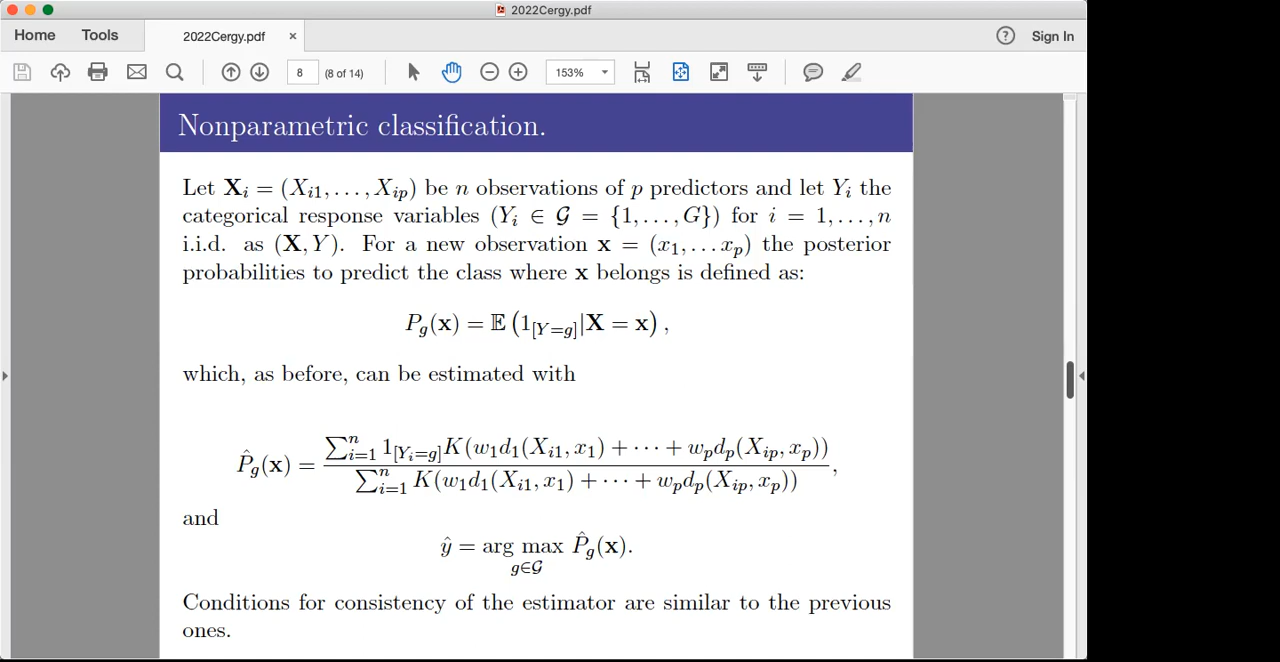 2022Cergy.pdf
Home Tools 2022Cergy.pdf × ? Sign In
8 (8 of 14) 153%
Nonparametric classification.
Let X_i = (X_{i1}, . . . , X_{ip}) be n observations of p predictors and let Y_i the
categorical response variables (Y_i ∈ 𝒢 = {1, . . . , G}) for i = 1, . . . , n
i.i.d. as (X, Y). For a new observation x = (x_1, . . . x_p) the posterior
probabilities to predict the class where x belongs is defined as:
P_g(x) = 𝔼 (1_{[Y=g]}|X = x) ,
which, as before, can be estimated with
P̂_g(x) = \frac{∑_{i=1}^{n} 1_{[Y_i=g]} K(w_1 d_1(X_{i1}, x_1) + · · · + w_p d_p(X_{ip}, x_p))}{∑_{i=1}^{n} K(w_1 d_1(X_{i1}, x_1) + · · · + w_p d_p(X_{ip}, x_p))},
and
ŷ = arg max_{g∈𝒢} P̂_g(x).
Conditions for consistency of the estimator are similar to the previous
ones.